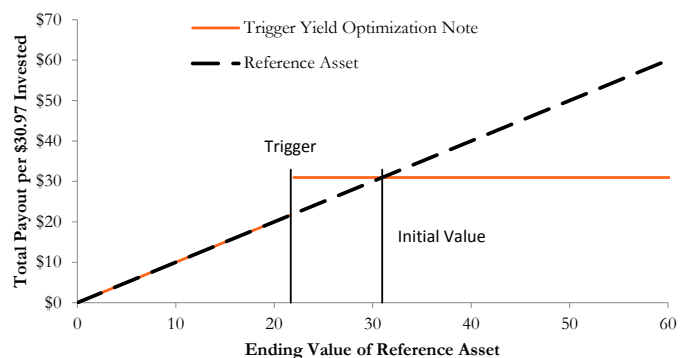 Trigger Yield Optimization Note
Reference Asset
Total Payout per $30.97 Invested
$70
$60
$50
$40
$30
$20
$10
$0
Trigger
Initial Value
0 10 20 30 40 50 60
Ending Value of Reference Asset